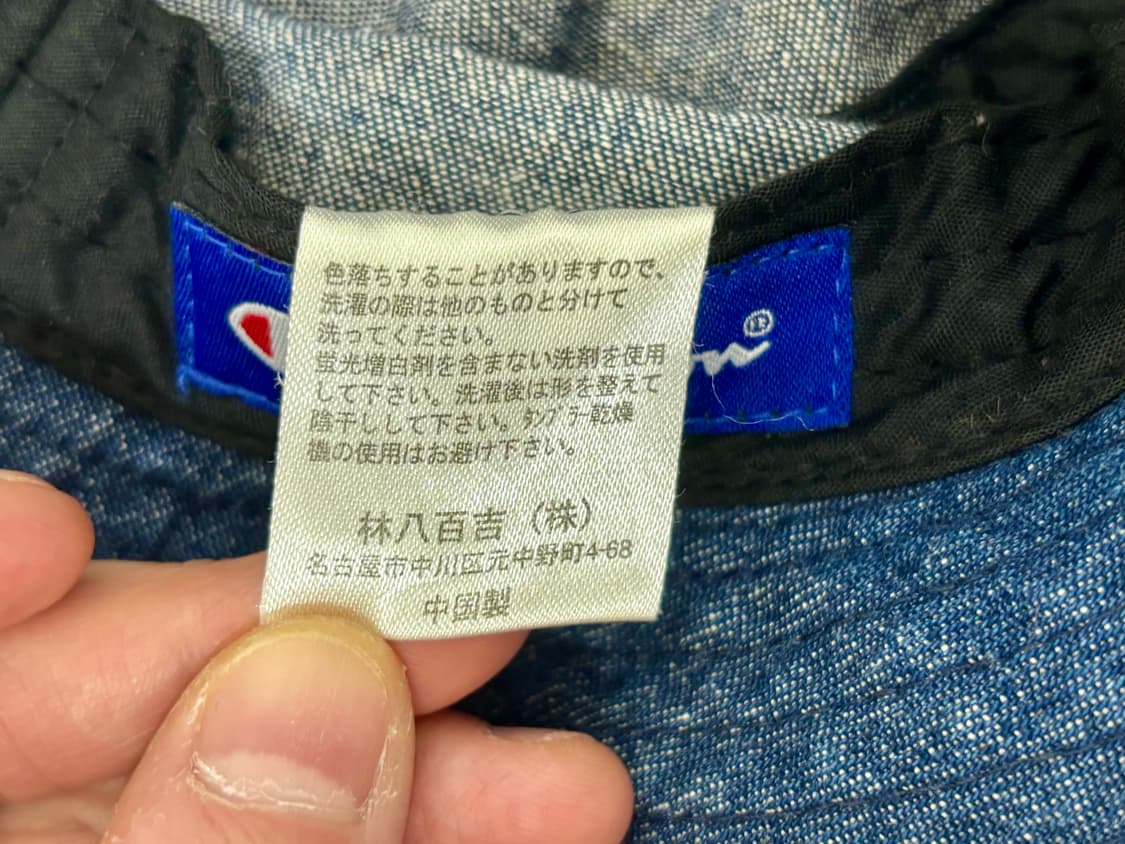 色落ちすることがありますので、
洗濯の際は他のものと分けて
洗ってください。
蛍光増白剤を含まない洗剤を使用
して下さい。洗濯後は形を整えて
陰干しして下さい。タンブラー乾燥
機の使用はお避け下さい。
林八百吉（株）
名古屋市中川区元中野町4-68
中国製
®